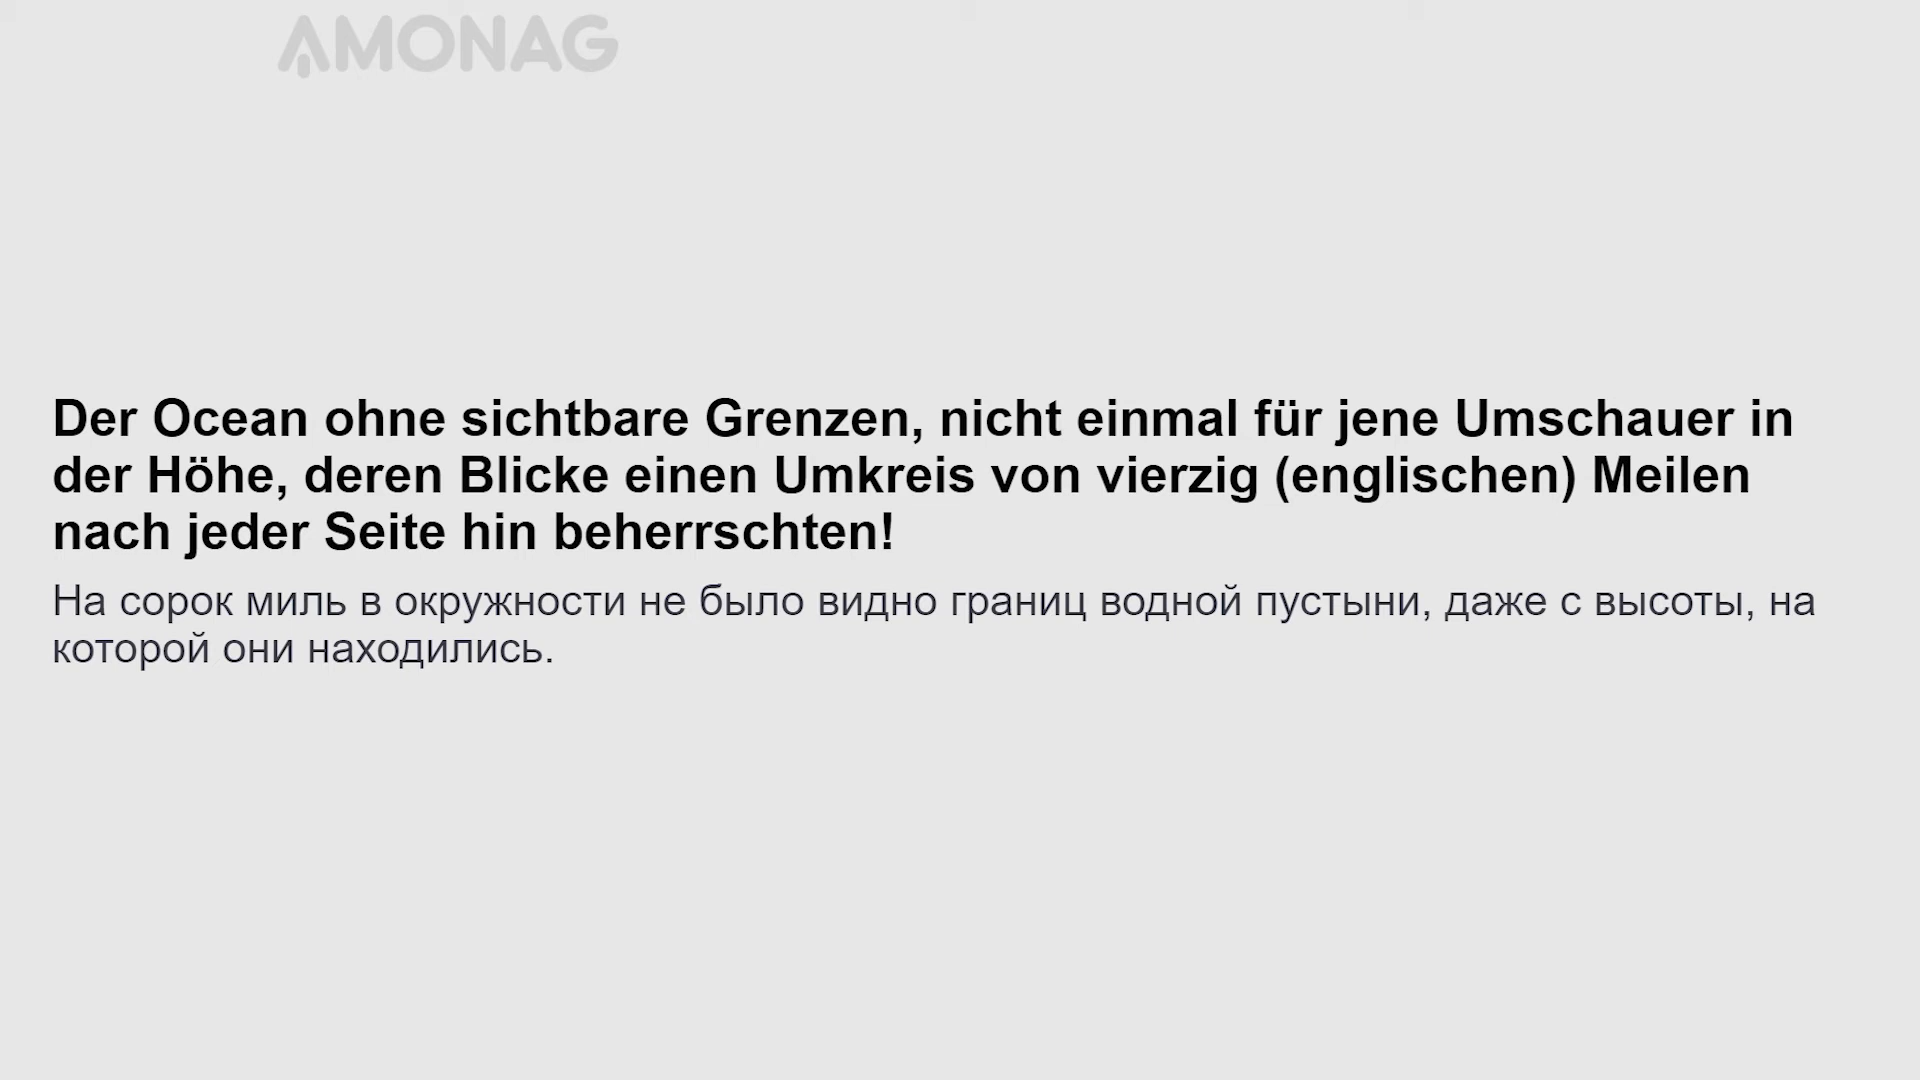 AMONAG
Der Ocean ohne sichtbare Grenzen, nicht einmal für jene Umschauer in
der Höhe, deren Blicke einen Umkreis von vierzig (englischen) Meilen
nach jeder Seite hin beherrschten!
На сорок миль в окружности не было видно границ водной пустыни, даже с высоты, на
которой они находились.